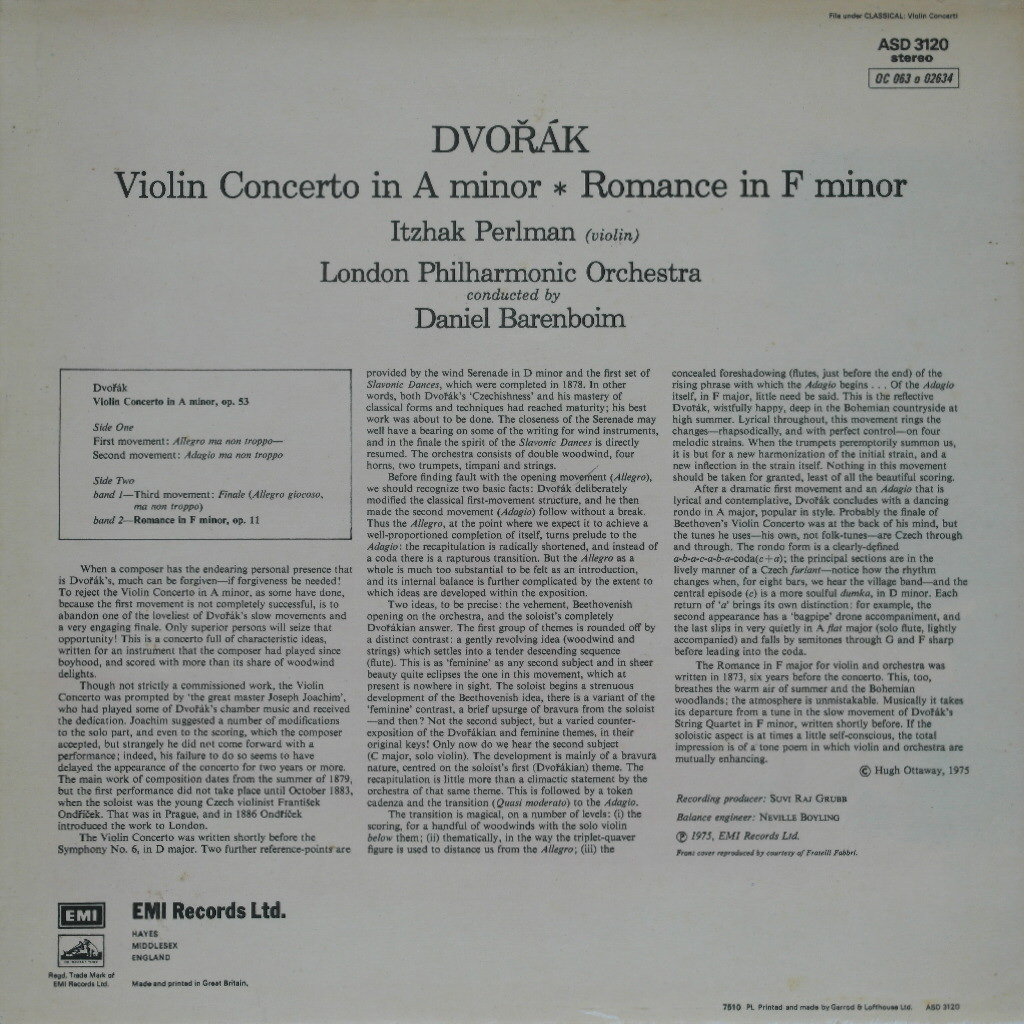 File under CLASSICAL: Violin Concerti
ASD 3120
stereo
OC 063 o 02634
DVOŘÁK
Violin Concerto in A minor * Romance in F minor
Itzhak Perlman (violin)
London Philharmonic Orchestra
conducted by
Daniel Barenboim
Dvořák
Violin Concerto in A minor, op. 53
Side One
First movement: Allegro ma non troppo—
Second movement: Adagio ma non troppo
Side Two
band 1—Third movement: Finale (Allegro giocoso,
ma non troppo)
band 2—Romance in F minor, op. 11
When a composer has the endearing personal presence that
is Dvořák's, much can be forgiven—if forgiveness be needed!
To reject the Violin Concerto in A minor, as some have done,
because the first movement is not completely successful, is to
abandon one of the loveliest of Dvořák's slow movements and
a very engaging finale. Only superior persons will seize that
opportunity! This is a concerto full of characteristic ideas,
written for an instrument that the composer had played since
boyhood, and scored with more than its share of woodwind
delights.
Though not strictly a commissioned work, the Violin
Concerto was prompted by 'the great master Joseph Joachim',
who had played some of Dvořák's chamber music and received
the dedication. Joachim suggested a number of modifications
to the solo part, and even to the scoring, which the composer
accepted, but strangely he did not come forward with a
performance; indeed, his failure to do so seems to have
delayed the appearance of the concerto for two years or more.
The main work of composition dates from the summer of 1879,
but the first performance did not take place until October 1883,
when the soloist was the young Czech violinist František
Ondříček. That was in Prague, and in 1886 Ondříček
introduced the work to London.
The Violin Concerto was written shortly before the
Symphony No. 6, in D major. Two further reference-points are
provided by the wind Serenade in D minor and the first set of
Slavonic Dances, which were completed in 1878. In other
words, both Dvořák's 'Czechishness' and his mastery of
classical forms and techniques had reached maturity; his best
work was about to be done. The closeness of the Serenade may
well have a bearing on some of the writing for wind instruments,
and in the finale the spirit of the Slavonic Dances is directly
resumed. The orchestra consists of double woodwind, four
horns, two trumpets, timpani and strings.
Before finding fault with the opening movement (Allegro),
we should recognize two basic facts: Dvořák deliberately
modified the classical first-movement structure, and he then
made the second movement (Adagio) follow without a break.
Thus the Allegro, at the point where we expect it to achieve a
well-proportioned completion of itself, turns prelude to the
Adagio: the recapitulation is radically shortened, and instead of
a coda there is a rapturous transition. But the Allegro as a
whole is much too substantial to be felt as an introduction,
and its internal balance is further complicated by the extent to
which ideas are developed within the exposition.
Two ideas, to be precise: the vehement, Beethovenish
opening on the orchestra, and the soloist's completely
Dvořákian answer. The first group of themes is rounded off by
a distinct contrast: a gently revolving idea (woodwind and
strings) which settles into a tender descending sequence
(flute). This is as 'feminine' as any second subject and in sheer
beauty quite eclipses the one in this movement, which at
present is nowhere in sight. The soloist begins a strenuous
development of the Beethovenish idea, there is a variant of the
'feminine' contrast, a brief upsurge of bravura from the soloist
—and then? Not the second subject, but a varied counter-
exposition of the Dvořákian and feminine themes, in their
original keys! Only now do we hear the second subject
(C major, solo violin). The development is mainly of a bravura
nature, centred on the soloist's first (Dvořákian) theme. The
recapitulation is little more than a climactic statement by the
orchestra of that same theme. This is followed by a token
cadenza and the transition (Quasi moderato) to the Adagio.
The transition is magical, on a number of levels: (i) the
scoring, for a handful of woodwinds with the solo violin
below them; (ii) thematically, in the way the triplet-quaver
figure is used to distance us from the Allegro; (iii) the
concealed foreshadowing (flutes, just before the end) of the
rising phrase with which the Adagio begins . . . Of the Adagio
itself, in F major, little need be said. This is the reflective
Dvořák, wistfully happy, deep in the Bohemian countryside at
high summer. Lyrical throughout, this movement rings the
changes—rhapsodically, and with perfect control—on four
melodic strains. When the trumpets peremptorily summon us,
it is but for a new harmonization of the initial strain, and a
new inflection in the strain itself. Nothing in this movement
should be taken for granted, least of all the beautiful scoring.
After a dramatic first movement and an Adagio that is
lyrical and contemplative, Dvořák concludes with a dancing
rondo in A major, popular in style. Probably the finale of
Beethoven's Violin Concerto was at the back of his mind, but
the tunes he uses—his own, not folk-tunes—are Czech through
and through. The rondo form is a clearly-defined
a-b-a-c-a-b-a-coda(c+a); the principal sections are in the
lively manner of a Czech furiant—notice how the rhythm
changes when, for eight bars, we hear the village band—and the
central episode (c) is a more soulful dumka, in D minor. Each
return of 'a' brings its own distinction: for example, the
second appearance has a 'bagpipe' drone accompaniment, and
the last slips in very quietly in A flat major (solo flute, lightly
accompanied) and falls by semitones through G and F sharp
before leading into the coda.
The Romance in F major for violin and orchestra was
written in 1873, six years before the concerto. This, too,
breathes the warm air of summer and the Bohemian
woodlands; the atmosphere is unmistakable. Musically it takes
its departure from a tune in the slow movement of Dvořák's
String Quartet in F minor, written shortly before. If the
soloistic aspect is at times a little self-conscious, the total
impression is of a tone poem in which violin and orchestra are
mutually enhancing.
© Hugh Ottaway, 1975
Recording producer: SUVI RAJ GRUBB
Balance engineer: NEVILLE BOYLING
℗ 1975, EMI Records Ltd.
Front cover reproduced by courtesy of Fratelli Fabbri.
EMI
EMI Records Ltd.
HAYES
MIDDLESEX
ENGLAND
Regd. Trade Mark of
EMI Records Ltd.
Made and printed in Great Britain.
7510 PL Printed and made by Garrod & Lofthouse Ltd. ASD 3120